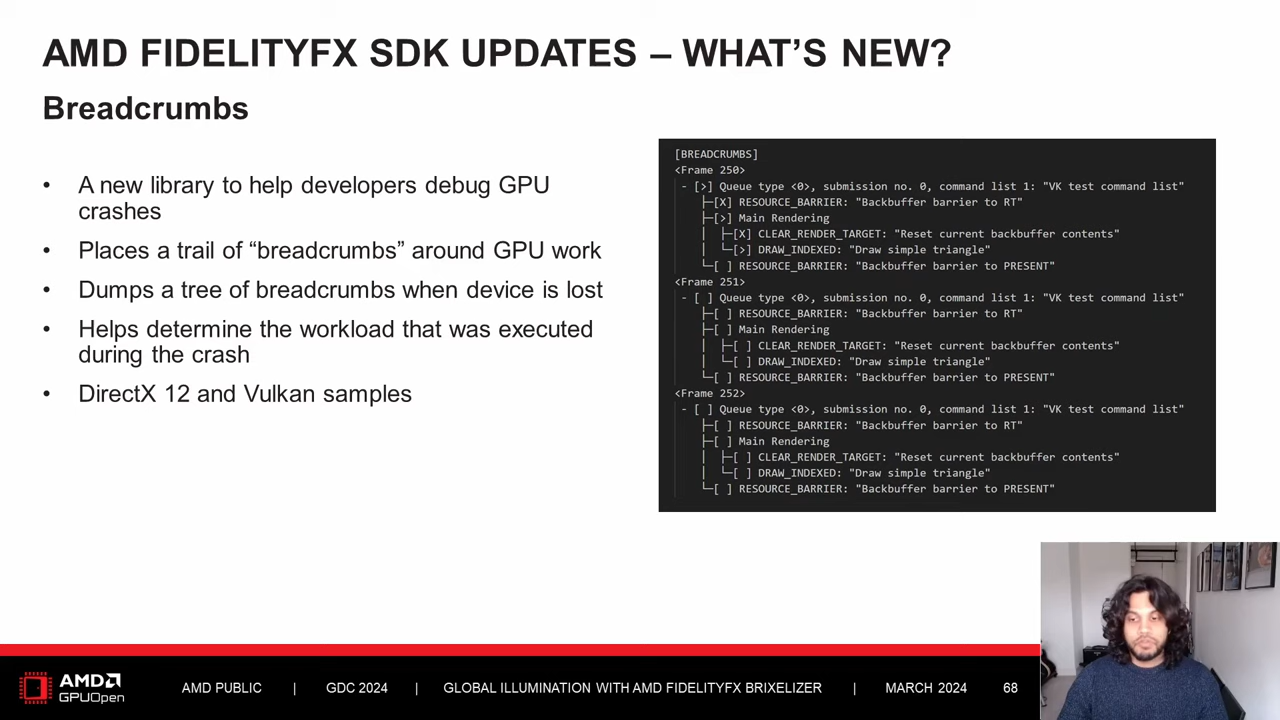 AMD FIDELITYFX SDK UPDATES – WHAT’S NEW?
Breadcrumbs
• A new library to help developers debug GPU
crashes
• Places a trail of “breadcrumbs” around GPU work
• Dumps a tree of breadcrumbs when device is lost
• Helps determine the workload that was executed
during the crash
• DirectX 12 and Vulkan samples
[BREADCRUMBS]
<Frame 250>
- [>] Queue type <0>, submission no. 0, command list 1: "VK test command list"
├─[X] RESOURCE_BARRIER: "Backbuffer barrier to RT"
├─[>] Main Rendering
│ ├─[X] CLEAR_RENDER_TARGET: "Reset current backbuffer contents"
│ └─[>] DRAW_INDEXED: "Draw simple triangle"
└─[ ] RESOURCE_BARRIER: "Backbuffer barrier to PRESENT"
<Frame 251>
- [ ] Queue type <0>, submission no. 0, command list 1: "VK test command list"
├─[ ] RESOURCE_BARRIER: "Backbuffer barrier to RT"
├─[ ] Main Rendering
│ ├─[ ] CLEAR_RENDER_TARGET: "Reset current backbuffer contents"
│ └─[ ] DRAW_INDEXED: "Draw simple triangle"
└─[ ] RESOURCE_BARRIER: "Backbuffer barrier to PRESENT"
<Frame 252>
- [ ] Queue type <0>, submission no. 0, command list 1: "VK test command list"
├─[ ] RESOURCE_BARRIER: "Backbuffer barrier to RT"
├─[ ] Main Rendering
│ ├─[ ] CLEAR_RENDER_TARGET: "Reset current backbuffer contents"
│ └─[ ] DRAW_INDEXED: "Draw simple triangle"
└─[ ] RESOURCE_BARRIER: "Backbuffer barrier to PRESENT"
AMD
GPUOpen
AMD PUBLIC | GDC 2024 | GLOBAL ILLUMINATION WITH AMD FIDELITYFX BRIXELIZER | MARCH 2024 68